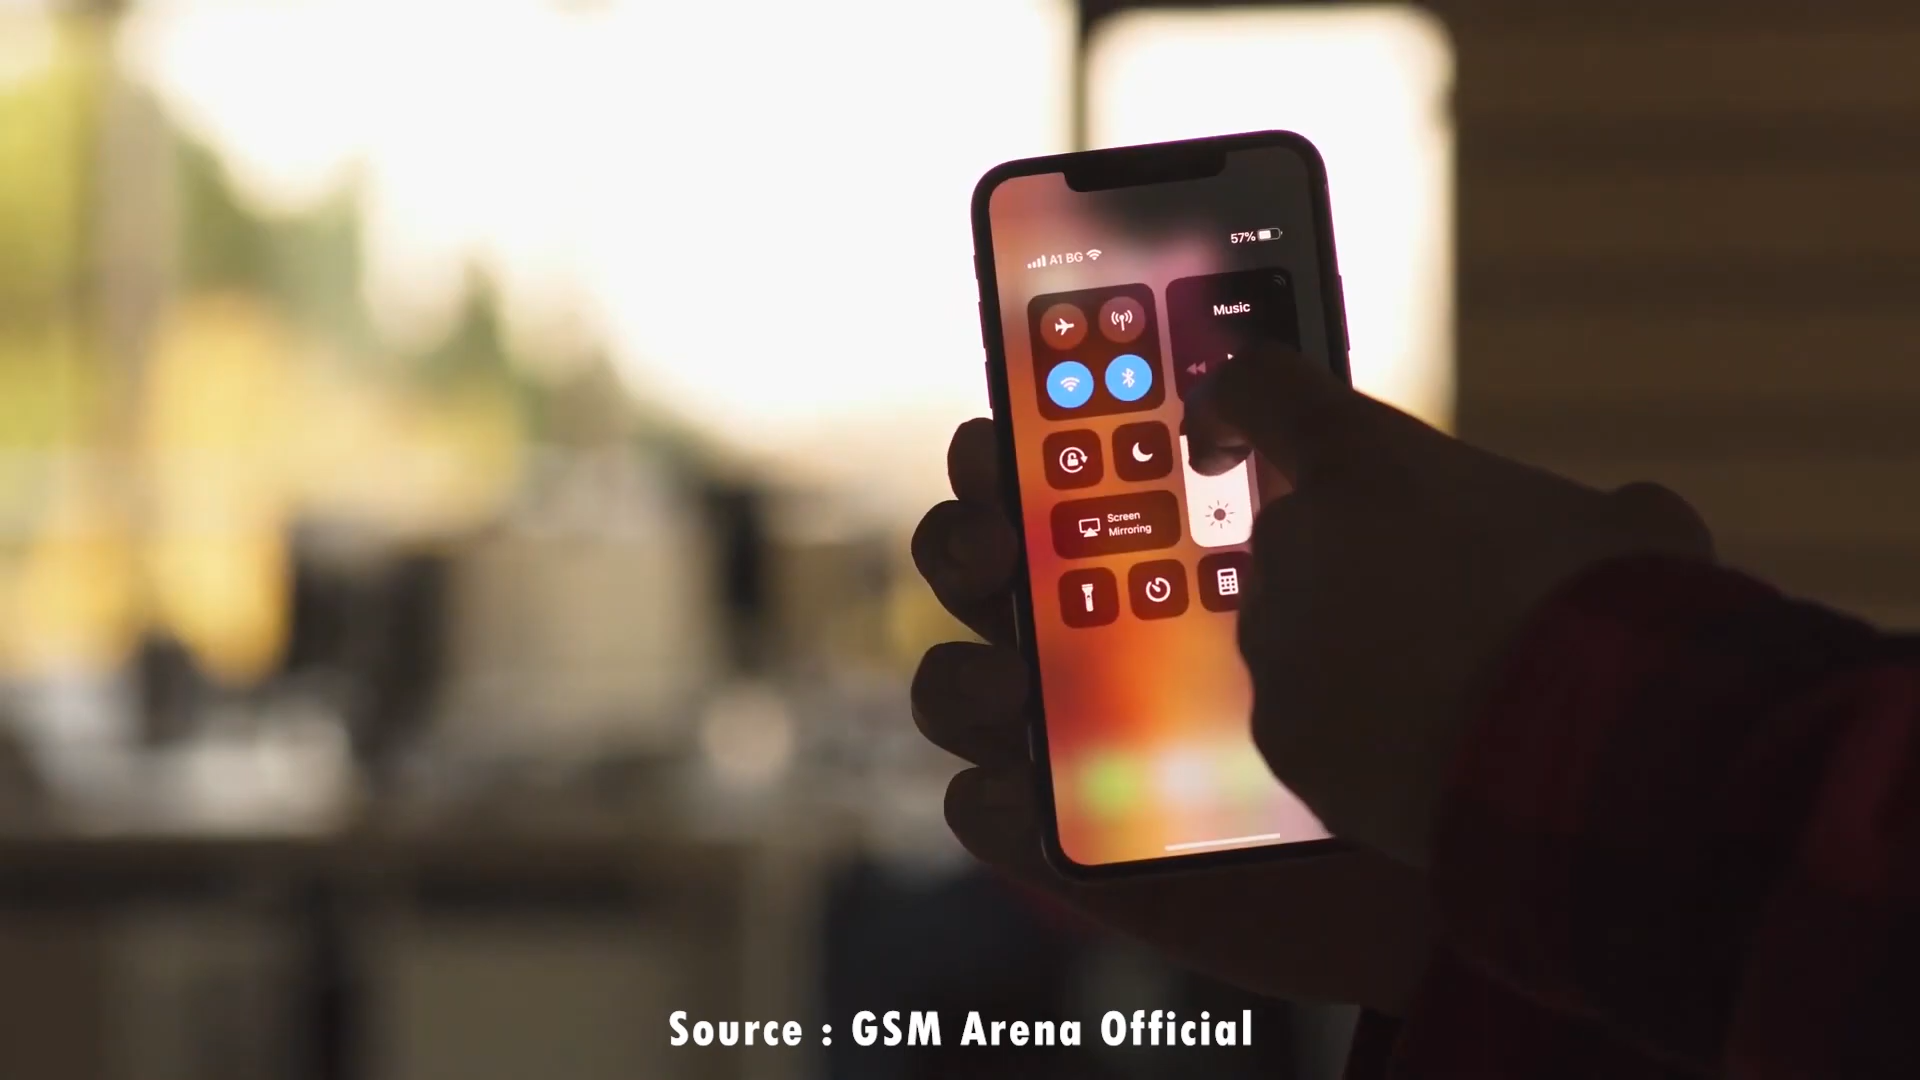 57%
A1 BG
Music
Screen
Mirroring
Source : GSM Arena Official